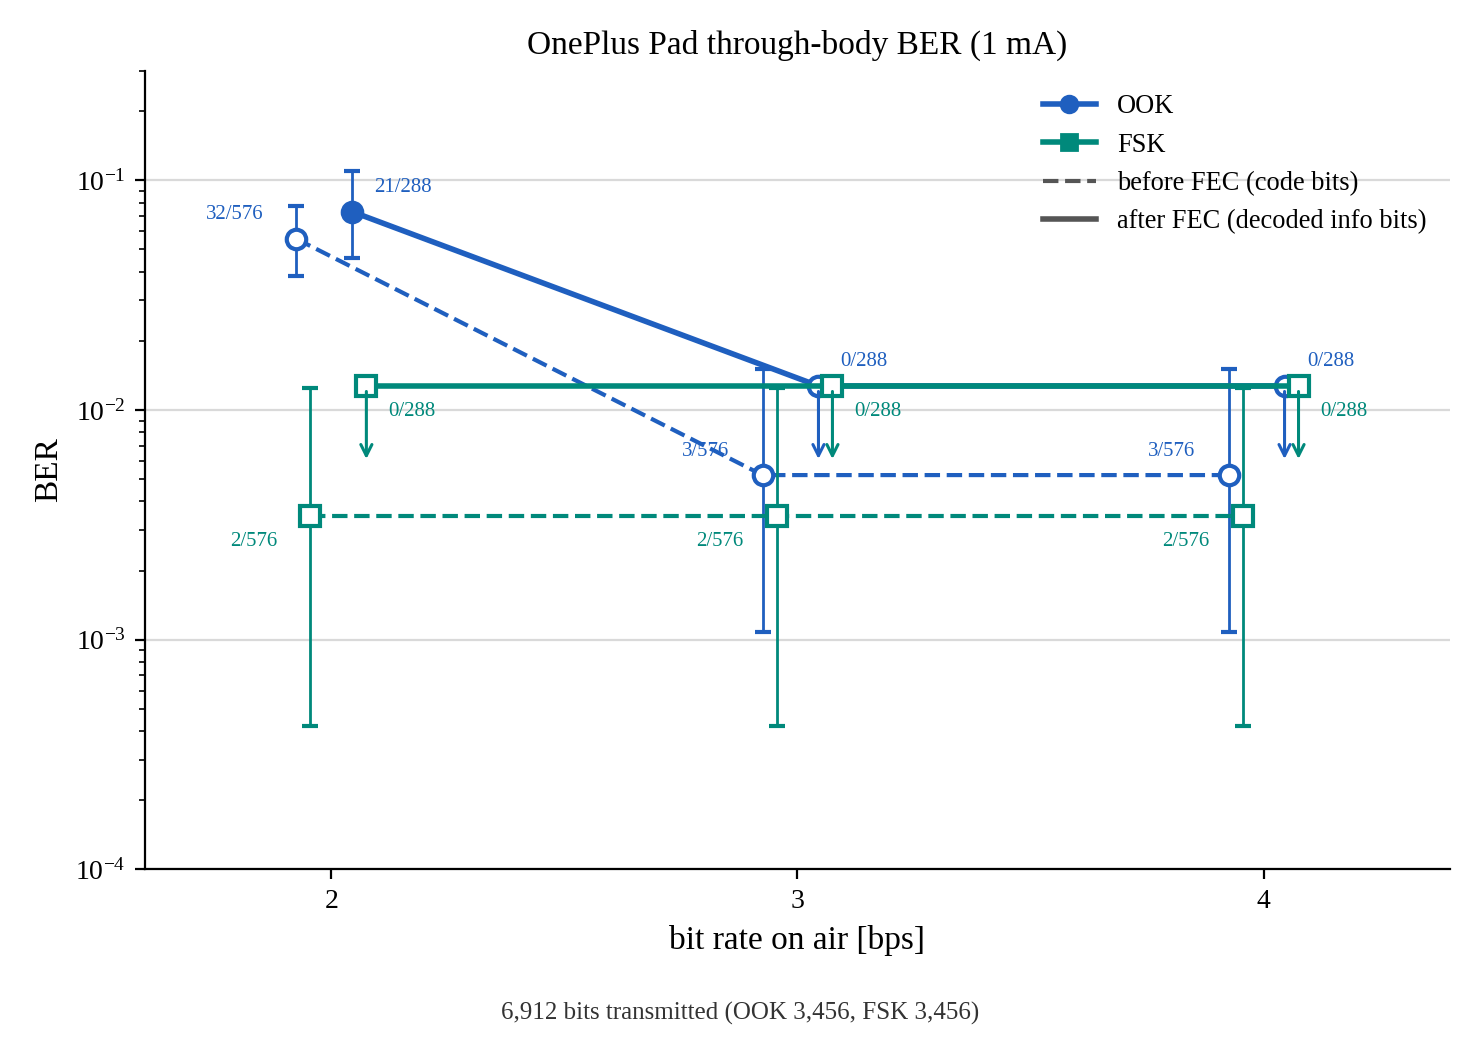 OnePlus Pad through-body BER (1 mA)
OOK
FSK
before FEC (code bits)
after FEC (decoded info bits)
10⁻¹
10⁻²
10⁻³
10⁻⁴
BER
32/576
21/288
0/288
0/288
0/288
0/288
0/288
3/576
3/576
2/576
2/576
2/576
2
3
4
bit rate on air [bps]
6,912 bits transmitted (OOK 3,456, FSK 3,456)